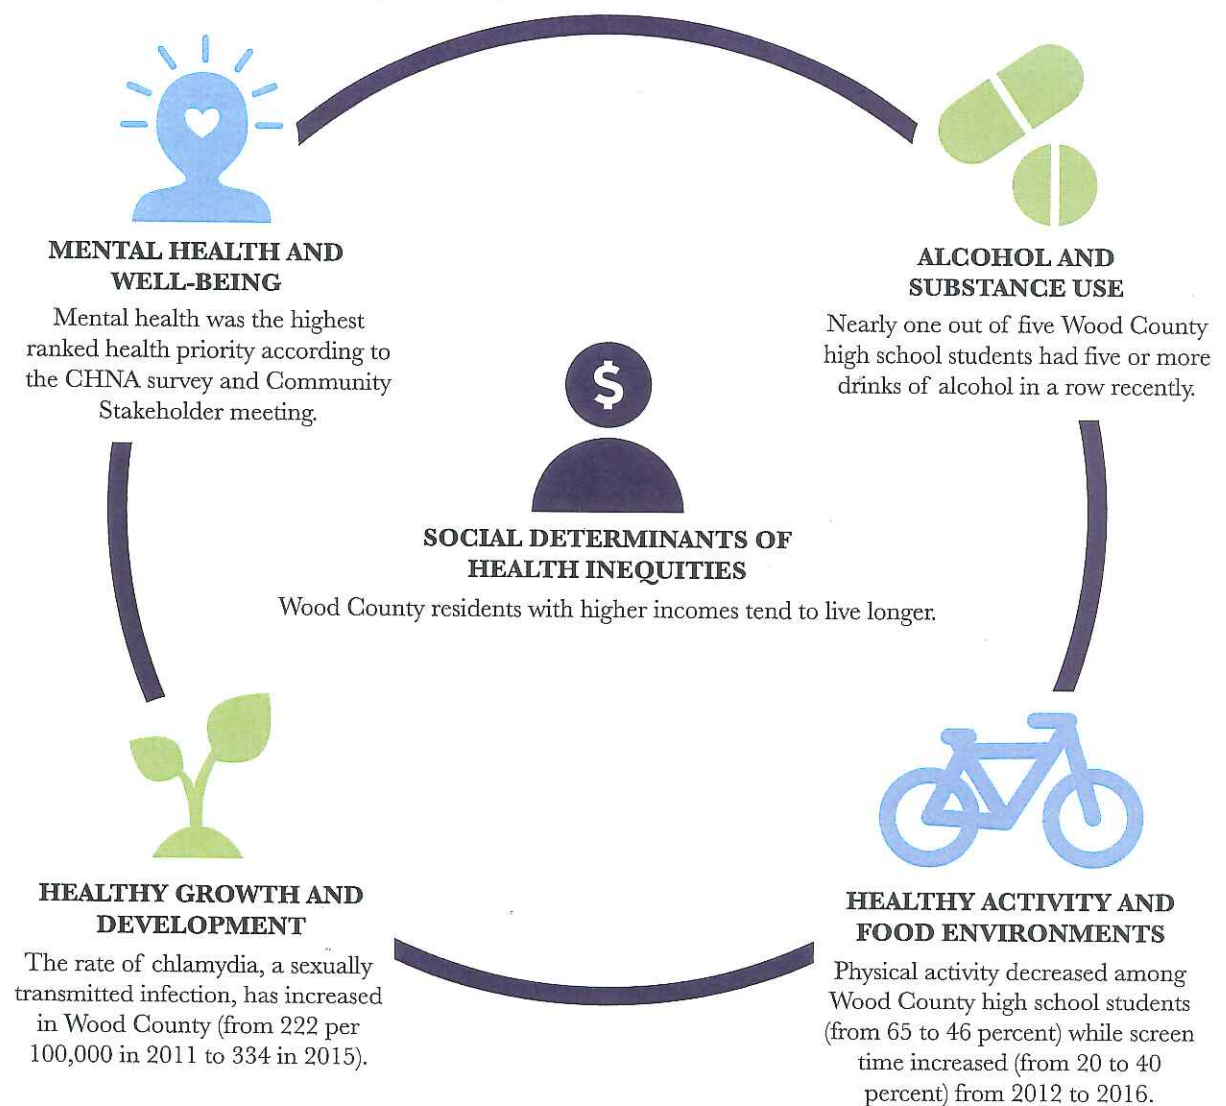 MENTAL HEALTH AND
WELL-BEING
Mental health was the highest
ranked health priority according to
the CHNA survey and Community
Stakeholder meeting.
ALCOHOL AND
SUBSTANCE USE
Nearly one out of five Wood County
high school students had five or more
drinks of alcohol in a row recently.
$
SOCIAL DETERMINANTS OF
HEALTH INEQUITIES
Wood County residents with higher incomes tend to live longer.
HEALTHY GROWTH AND
DEVELOPMENT
The rate of chlamydia, a sexually
transmitted infection, has increased
in Wood County (from 222 per
100,000 in 2011 to 334 in 2015).
HEALTHY ACTIVITY AND
FOOD ENVIRONMENTS
Physical activity decreased among
Wood County high school students
(from 65 to 46 percent) while screen
time increased (from 20 to 40
percent) from 2012 to 2016.